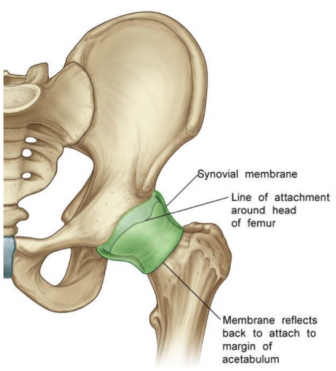 Synovial membrane
Line of attachment
around head
of femur
Membrane reflects
back to attach to
margin of
acetabulum